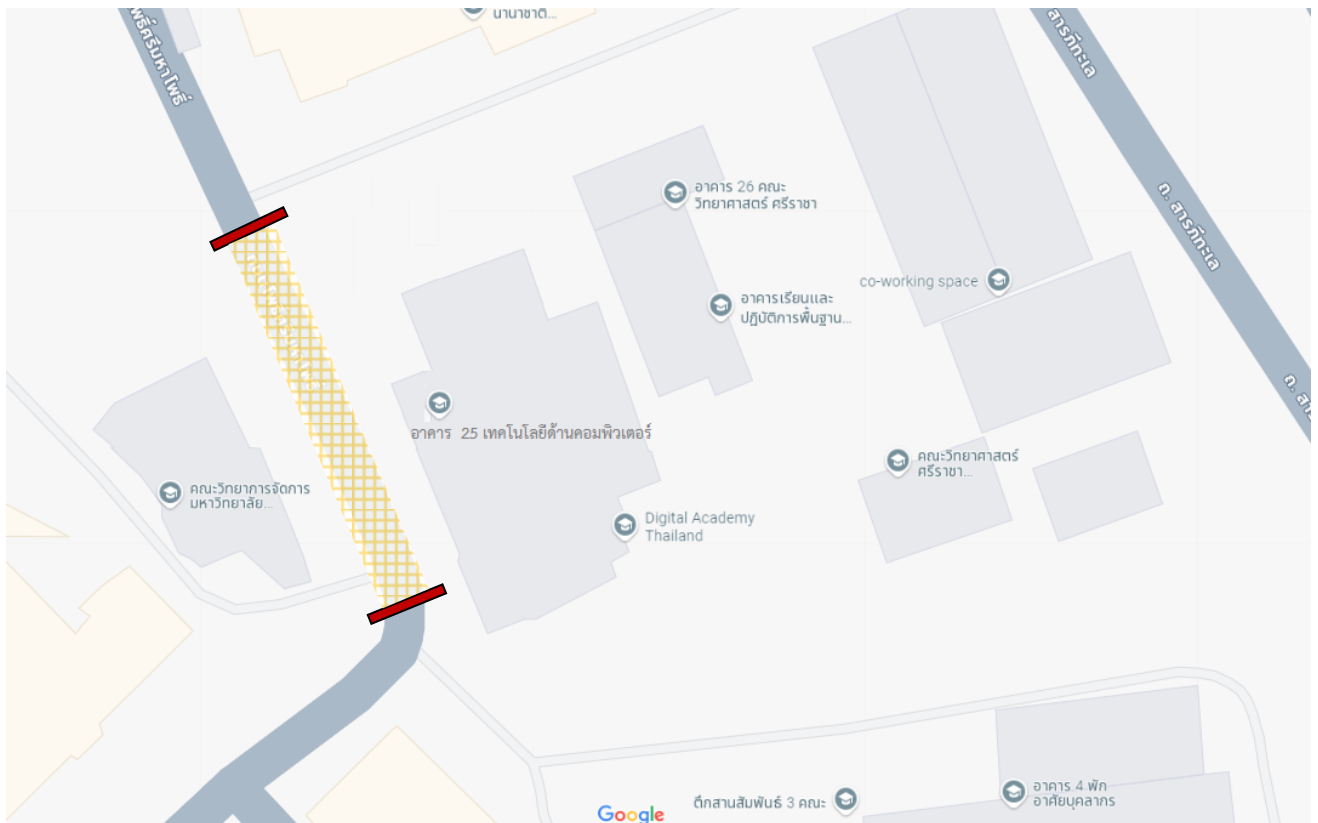 นานาชาติ...
สารภีทะเล
อาคาร 26 คณะ
วิทยาศาสตร์ ศรีราชา
ถ. สารภีทะเล
co-working space
อาคารเรียนและ
ปฏิบัติการพื้นฐาน...
อาคาร 25 เทคโนโลยีด้านคอมพิวเตอร์
คณะวิทยาศาสตร์
ศรีราชา...
คณะวิทยาการจัดการ
มหาวิทยาลัย...
Digital Academy
Thailand
อาคาร 4 พัก
อาศัยบุคลากร
ตึกสานสัมพันธ์ 3 คณะ
Google